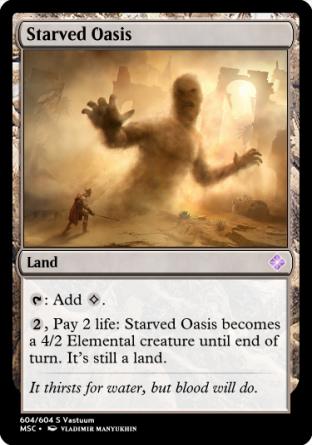 Starved Oasis
Land
: Add .
2, Pay 2 life: Starved Oasis becomes
a 4/2 Elemental creature until end of
turn. It's still a land.
It thirsts for water, but blood will do.
604/604 S Vastuum
MSC • VLADIMIR MANYUKHIN